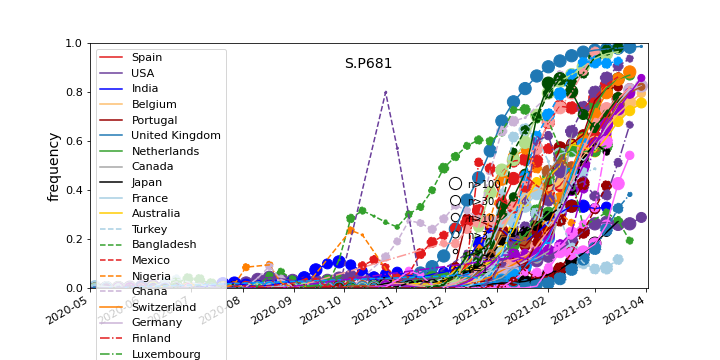 S.P681
frequency
1.0
0.8
0.6
0.4
0.2
0.0
Spain
USA
India
Belgium
Portugal
United Kingdom
Netherlands
Canada
Japan
France
Australia
Turkey
Bangladesh
Mexico
Nigeria
Ghana
Switzerland
Germany
Finland
Luxembourg
n>100
n>30
n>10
n>3
2020-05
2020-08
2020-09
2020-10
2020-11
2020-12
2021-01
2021-02
2021-03
2021-04